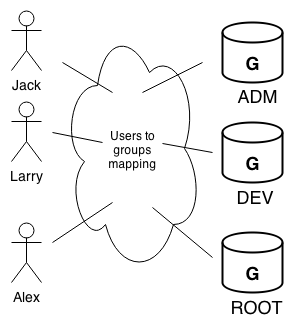 Jack
Larry
Alex
Users to
groups
mapping
G
ADM
G
DEV
G
ROOT